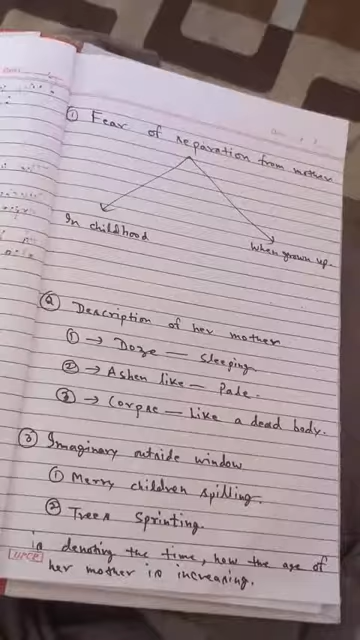 ① Fear of separation from mother
In childhood
When grown up.
② Description of her mother
① → Doze — Sleeping.
② → Ashen like — Pade.
③ → Corpse — Like a dead body.
③ Imaginary outside window
① Merry children spilling.
② Trees Sprinting.
is denoting the time, how the age of
her mother is increasing.